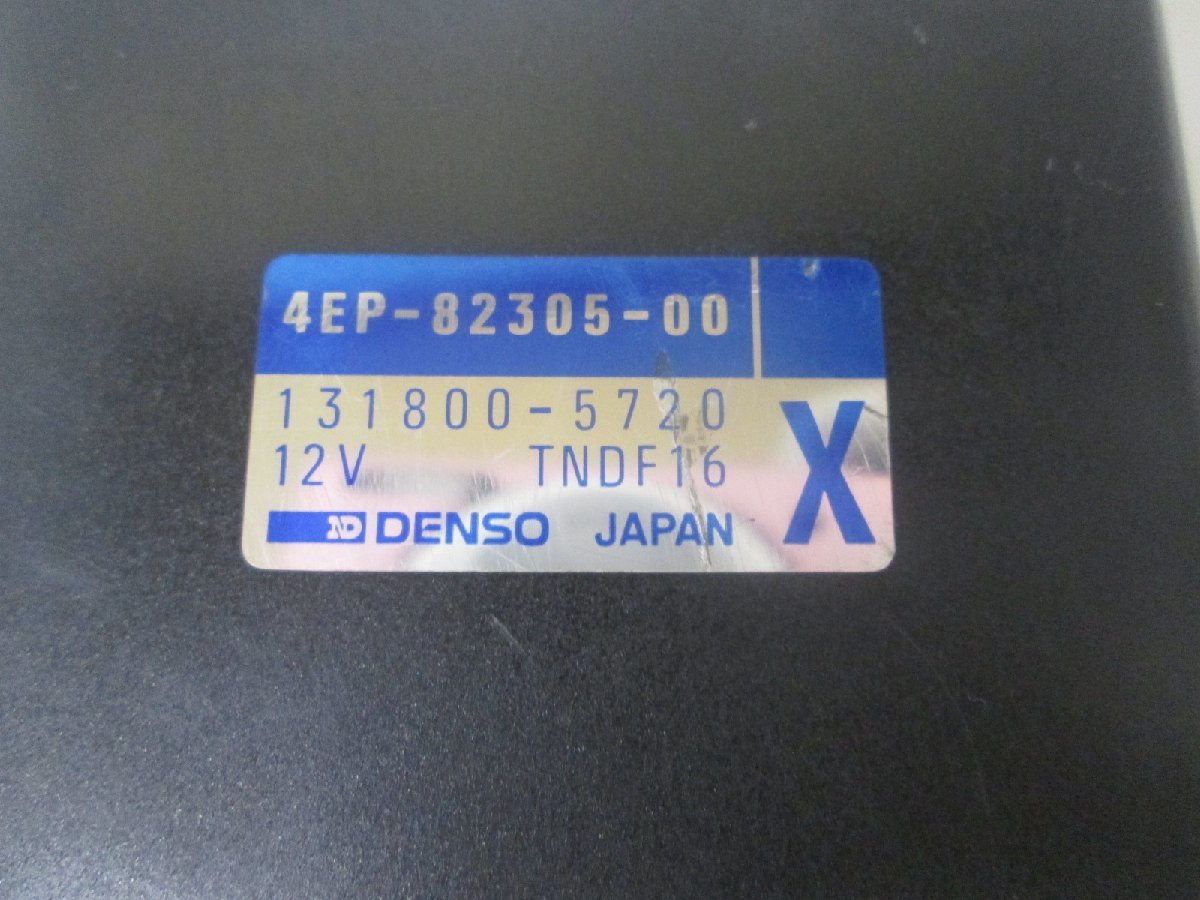 4EP-82305-00
131800-5720
12V TNDF16
ND DENSO JAPAN
X